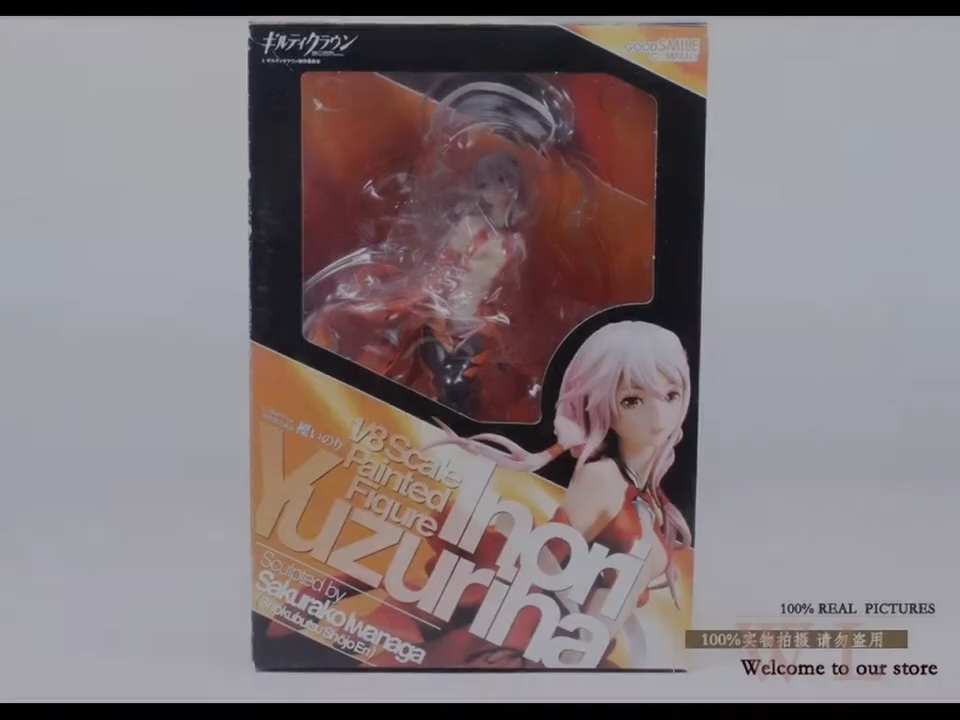 ギルティクラウン
GOODSMILE
COMPANY
楪いのり
1/8 Scale
Painted
Figure
Inori
Yuzuriha
Sculpted by
Sakurako Iwanaga
(Shokubutsu Shojo En)
100% REAL PICTURES
100%实物拍摄 请勿盗用
Welcome to our store